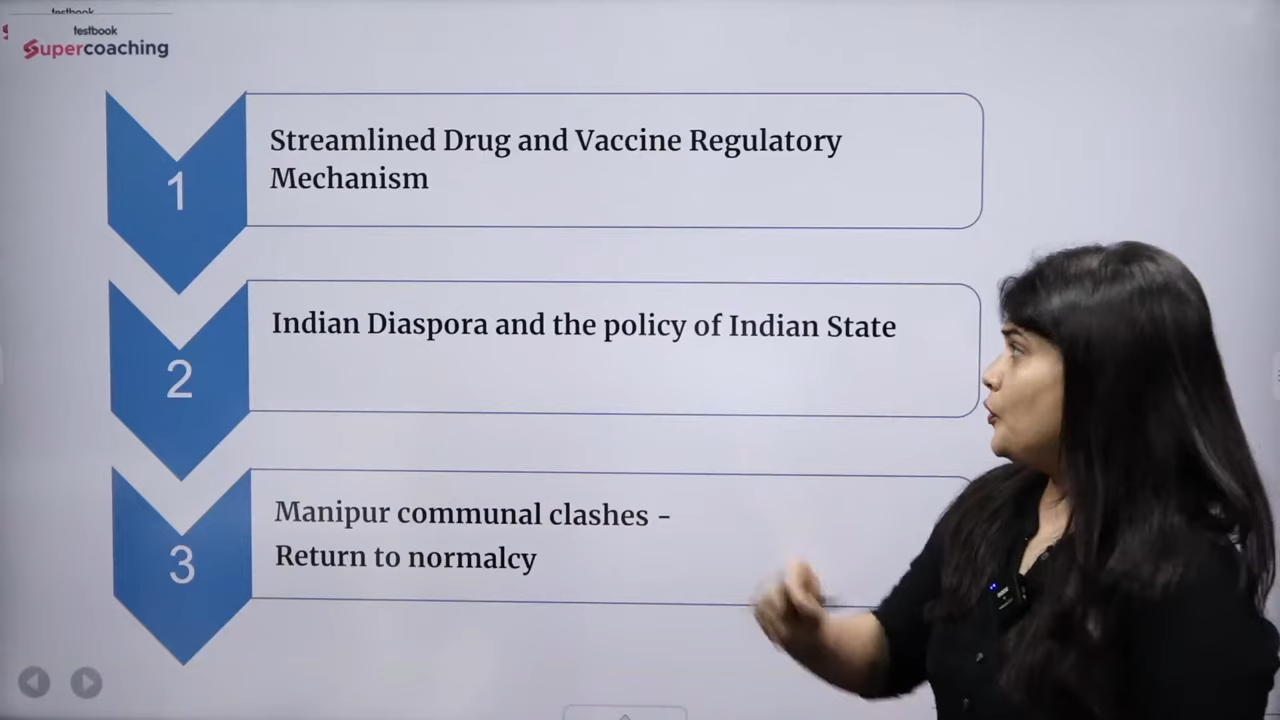 testbook
testbook
Supercoaching
1
Streamlined Drug and Vaccine Regulatory
Mechanism
2
Indian Diaspora and the policy of Indian State
3
Manipur communal clashes -
Return to normalcy